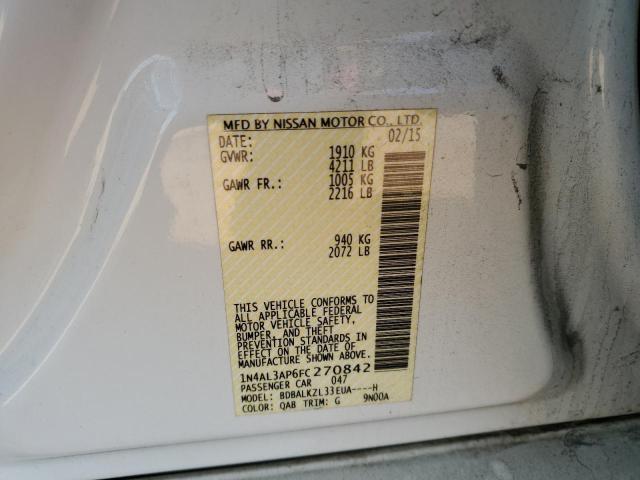 MFD BY NISSAN MOTOR CO., LTD.
DATE: 02/15
GVWR: 1910 KG
4211 LB
GAWR FR.: 1005 KG
2216 LB
GAWR RR.: 940 KG
2072 LB
THIS VEHICLE CONFORMS TO
ALL APPLICABLE FEDERAL
MOTOR VEHICLE SAFETY,
BUMPER, AND THEFT
PREVENTION STANDARDS IN
EFFECT ON THE DATE OF
MANUFACTURE SHOWN ABOVE.
1N4AL3AP6FC270842
PASSENGER CAR 047
MODEL: BDBALKZL33EUA----H
COLOR: QAB TRIM: G 9N00A